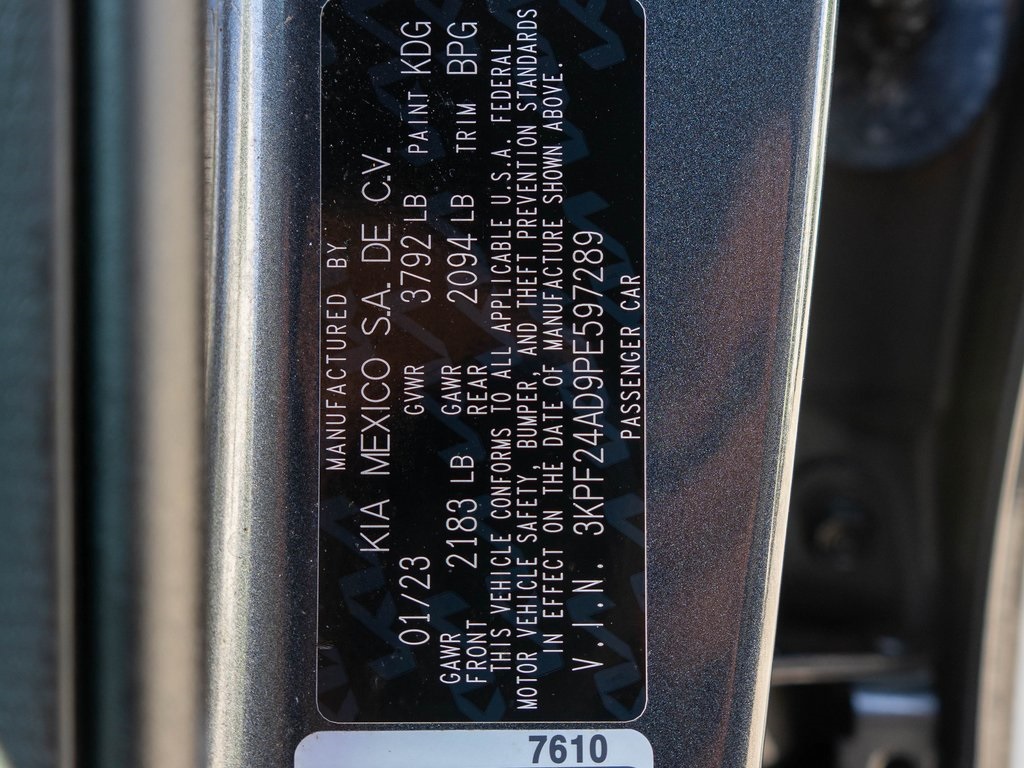 MANUFACTURED BY
KIA MEXICO S.A. DE C.V.
01/23 GWVR 3792 LB PAINT KDG
GAWR FRONT 2183 LB GAWR REAR 2094 LB TRIM BPG
THIS VEHICLE CONFORMS TO ALL APPLICABLE U.S.A. FEDERAL
MOTOR VEHICLE SAFETY, BUMPER, AND THEFT PREVENTION STANDARDS
IN EFFECT ON THE DATE OF MANUFACTURE SHOWN ABOVE.
V.I.N. 3KPF24AD9PE597289
PASSENGER CAR
7610